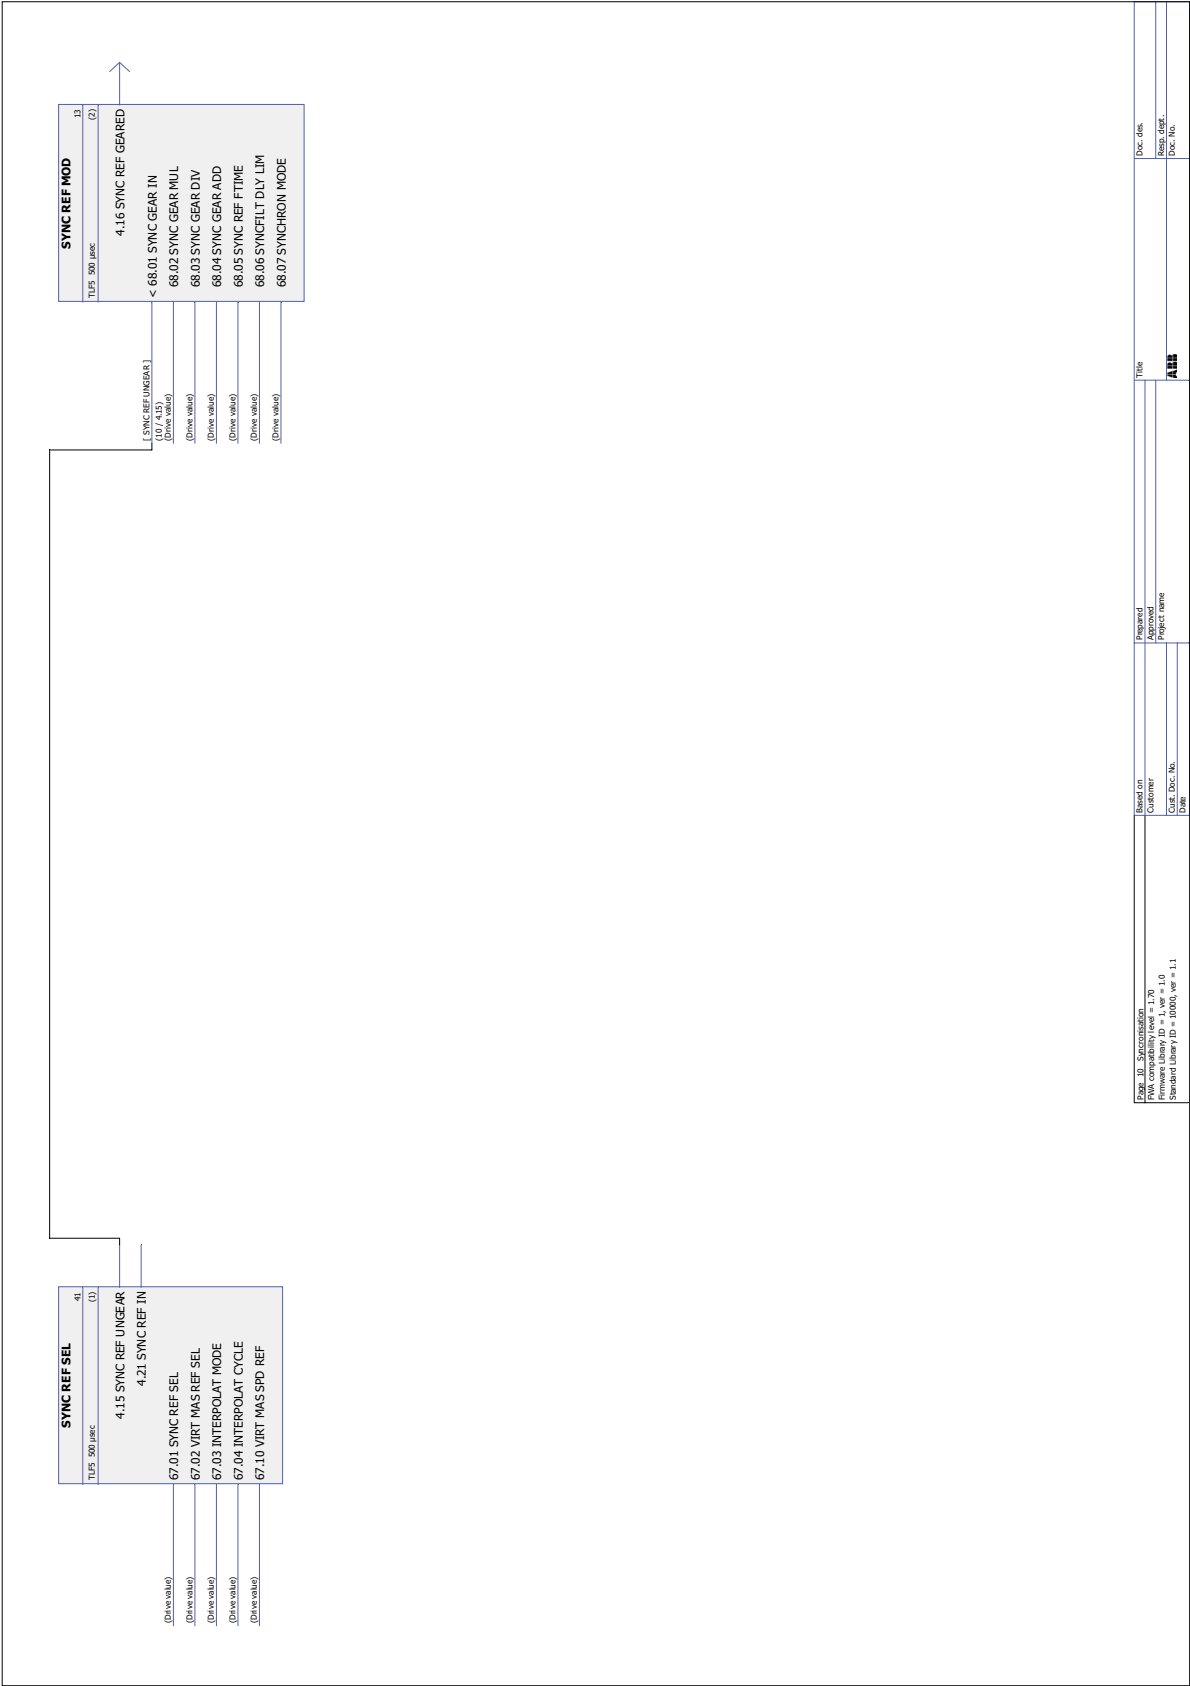 SYNC REF SEL
41
TLF5 500 µsec
(1)
4.15 SYNC REF UNGEAR
4.21 SYNC REF IN
(Drive value)
67.01 SYNC REF SEL
(Drive value)
67.02 VIRT MAS REF SEL
(Drive value)
67.03 INTERPOLAT MODE
(Drive value)
67.04 INTERPOLAT CYCLE
(Drive value)
67.10 VIRT MAS SPD REF
SYNC REF MOD
13
TLF5 500 µsec
(2)
4.16 SYNC REF GEARED
[ SYNC REF UNGEAR ]
(10 / 4.15)
< 68.01 SYNC GEAR IN
(Drive value)
68.02 SYNC GEAR MUL
(Drive value)
68.03 SYNC GEAR DIV
(Drive value)
68.04 SYNC GEAR ADD
(Drive value)
68.05 SYNC REF FTIME
(Drive value)
68.06 SYNCFILT DLY LIM
(Drive value)
68.07 SYNCHRON MODE
Page 10 Syncronisation
FWA compatibility level = 1.70
Firmware Library ID = 1, ver = 1.0
Standard Library ID = 10000, ver = 1.1
Based on
Customer
Cust. Doc. No.
Date
Prepared
Approved
Project name
Title
ABB
Doc. des.
Resp. dept.
Doc. No.